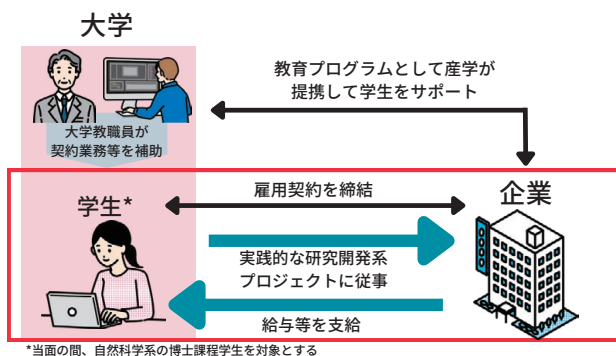 大学
教育プログラムとして産学が
提携して学生をサポート
大学教職員が
契約業務等を補助
学生*
雇用契約を締結
企業
実践的な研究開発系
プロジェクトに従事
給与等を支給
*当面の間、自然科学系の博士課程学生を対象とする